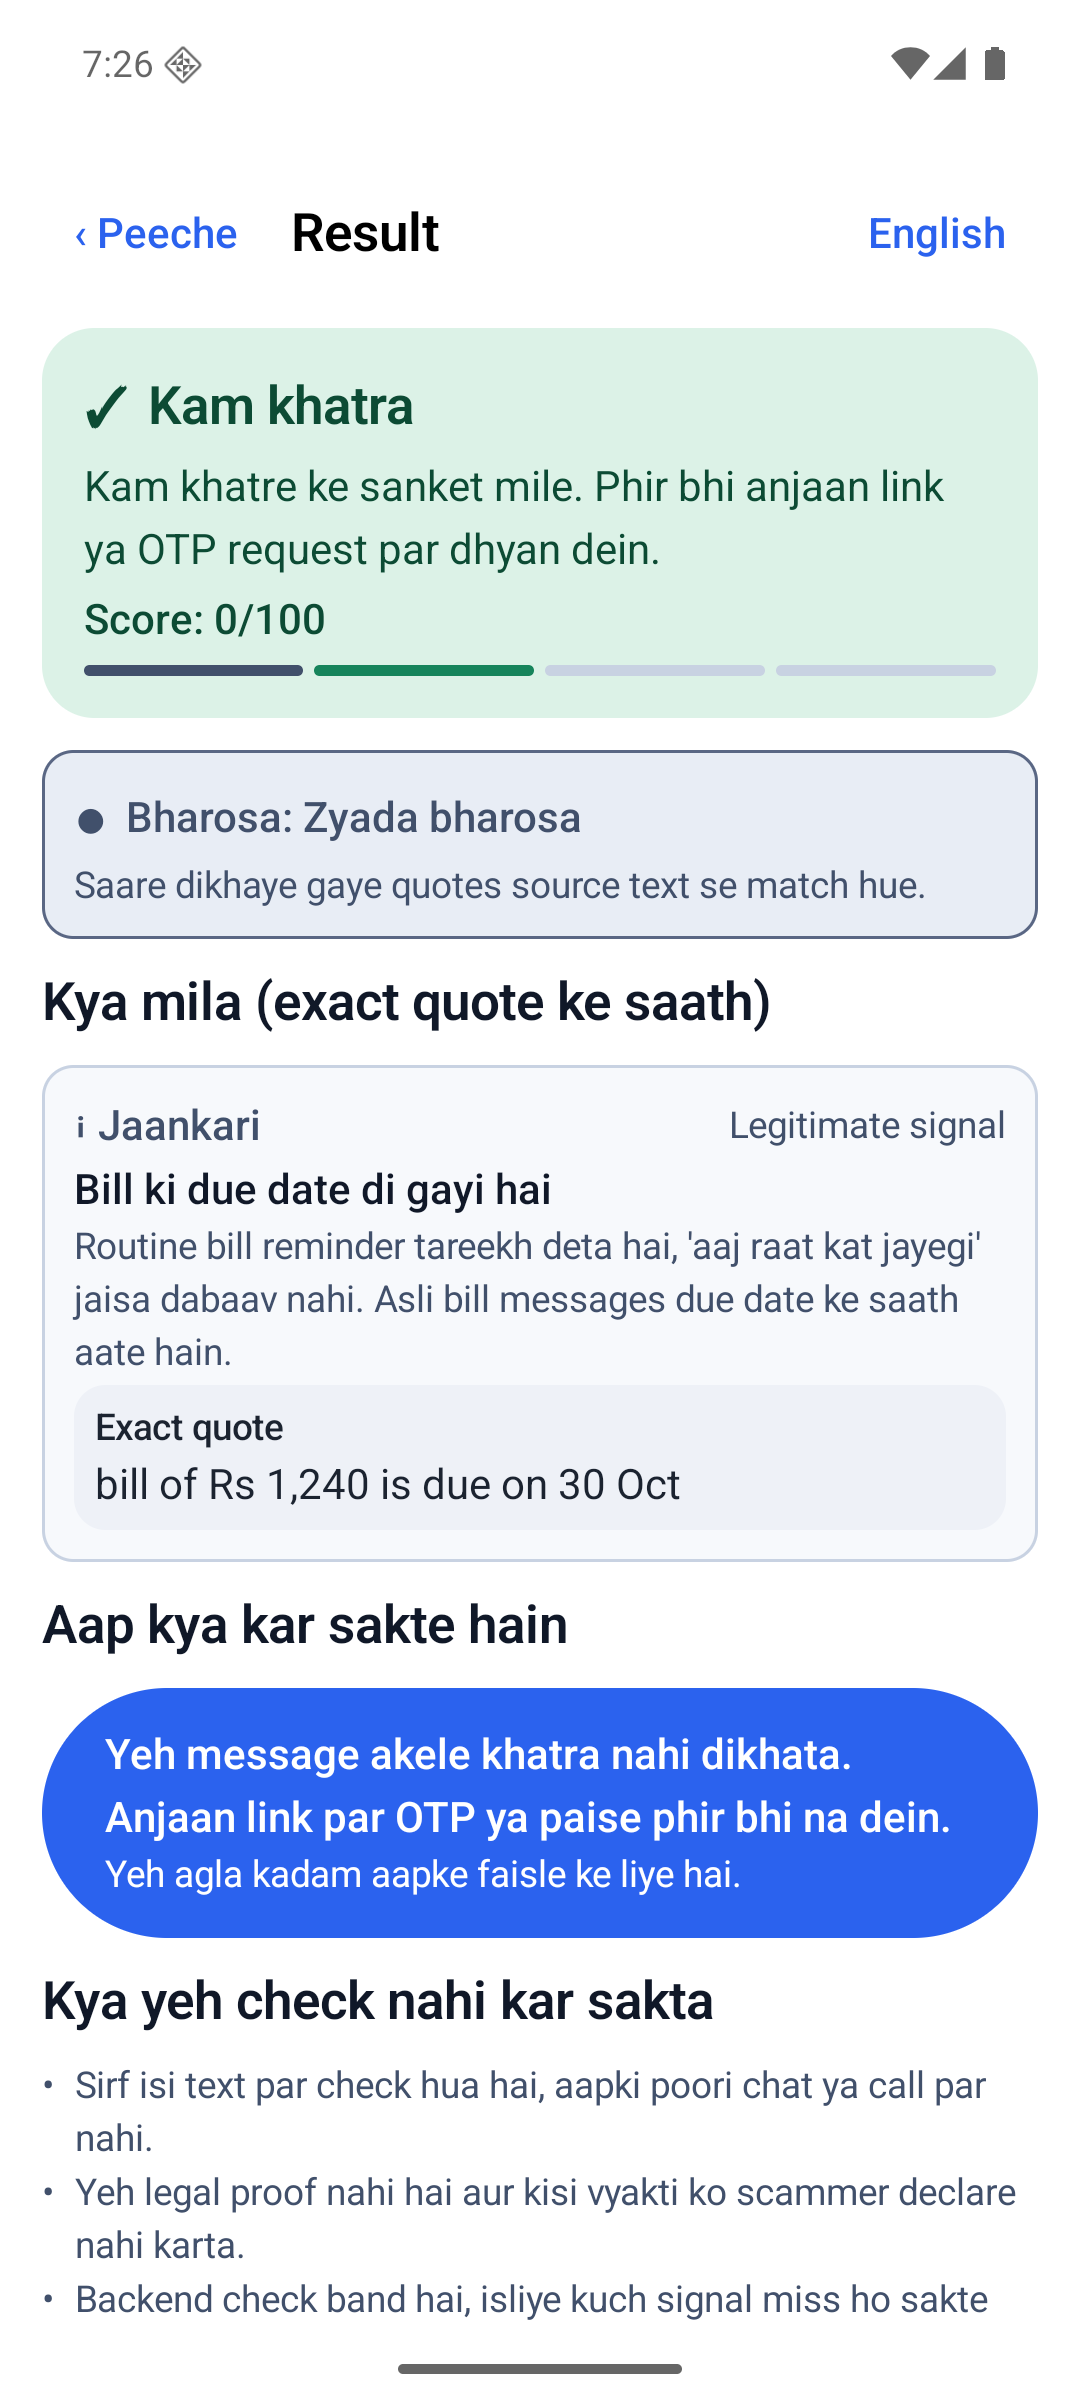 7:26
‹ Peeche Result English
✓ Kam khatra
Kam khatre ke sanket mile. Phir bhi anjaan link
ya OTP request par dhyan dein.
Score: 0/100
● Bharosa: Zyada bharosa
Saare dikhaye gaye quotes source text se match hue.
Kya mila (exact quote ke saath)
i Jaankari Legitimate signal
Bill ki due date di gayi hai
Routine bill reminder tareekh deta hai, 'aaj raat kat jayegi'
jaisa dabaav nahi. Asli bill messages due date ke saath
aate hain.
Exact quote
bill of Rs 1,240 is due on 30 Oct
Aap kya kar sakte hain
Yeh message akele khatra nahi dikhata.
Anjaan link par OTP ya paise phir bhi na dein.
Yeh agla kadam aapke faisle ke liye hai.
Kya yeh check nahi kar sakta
• Sirf isi text par check hua hai, aapki poori chat ya call par
nahi.
• Yeh legal proof nahi hai aur kisi vyakti ko scammer declare
nahi karta.
• Backend check band hai, isliye kuch signal miss ho sakte